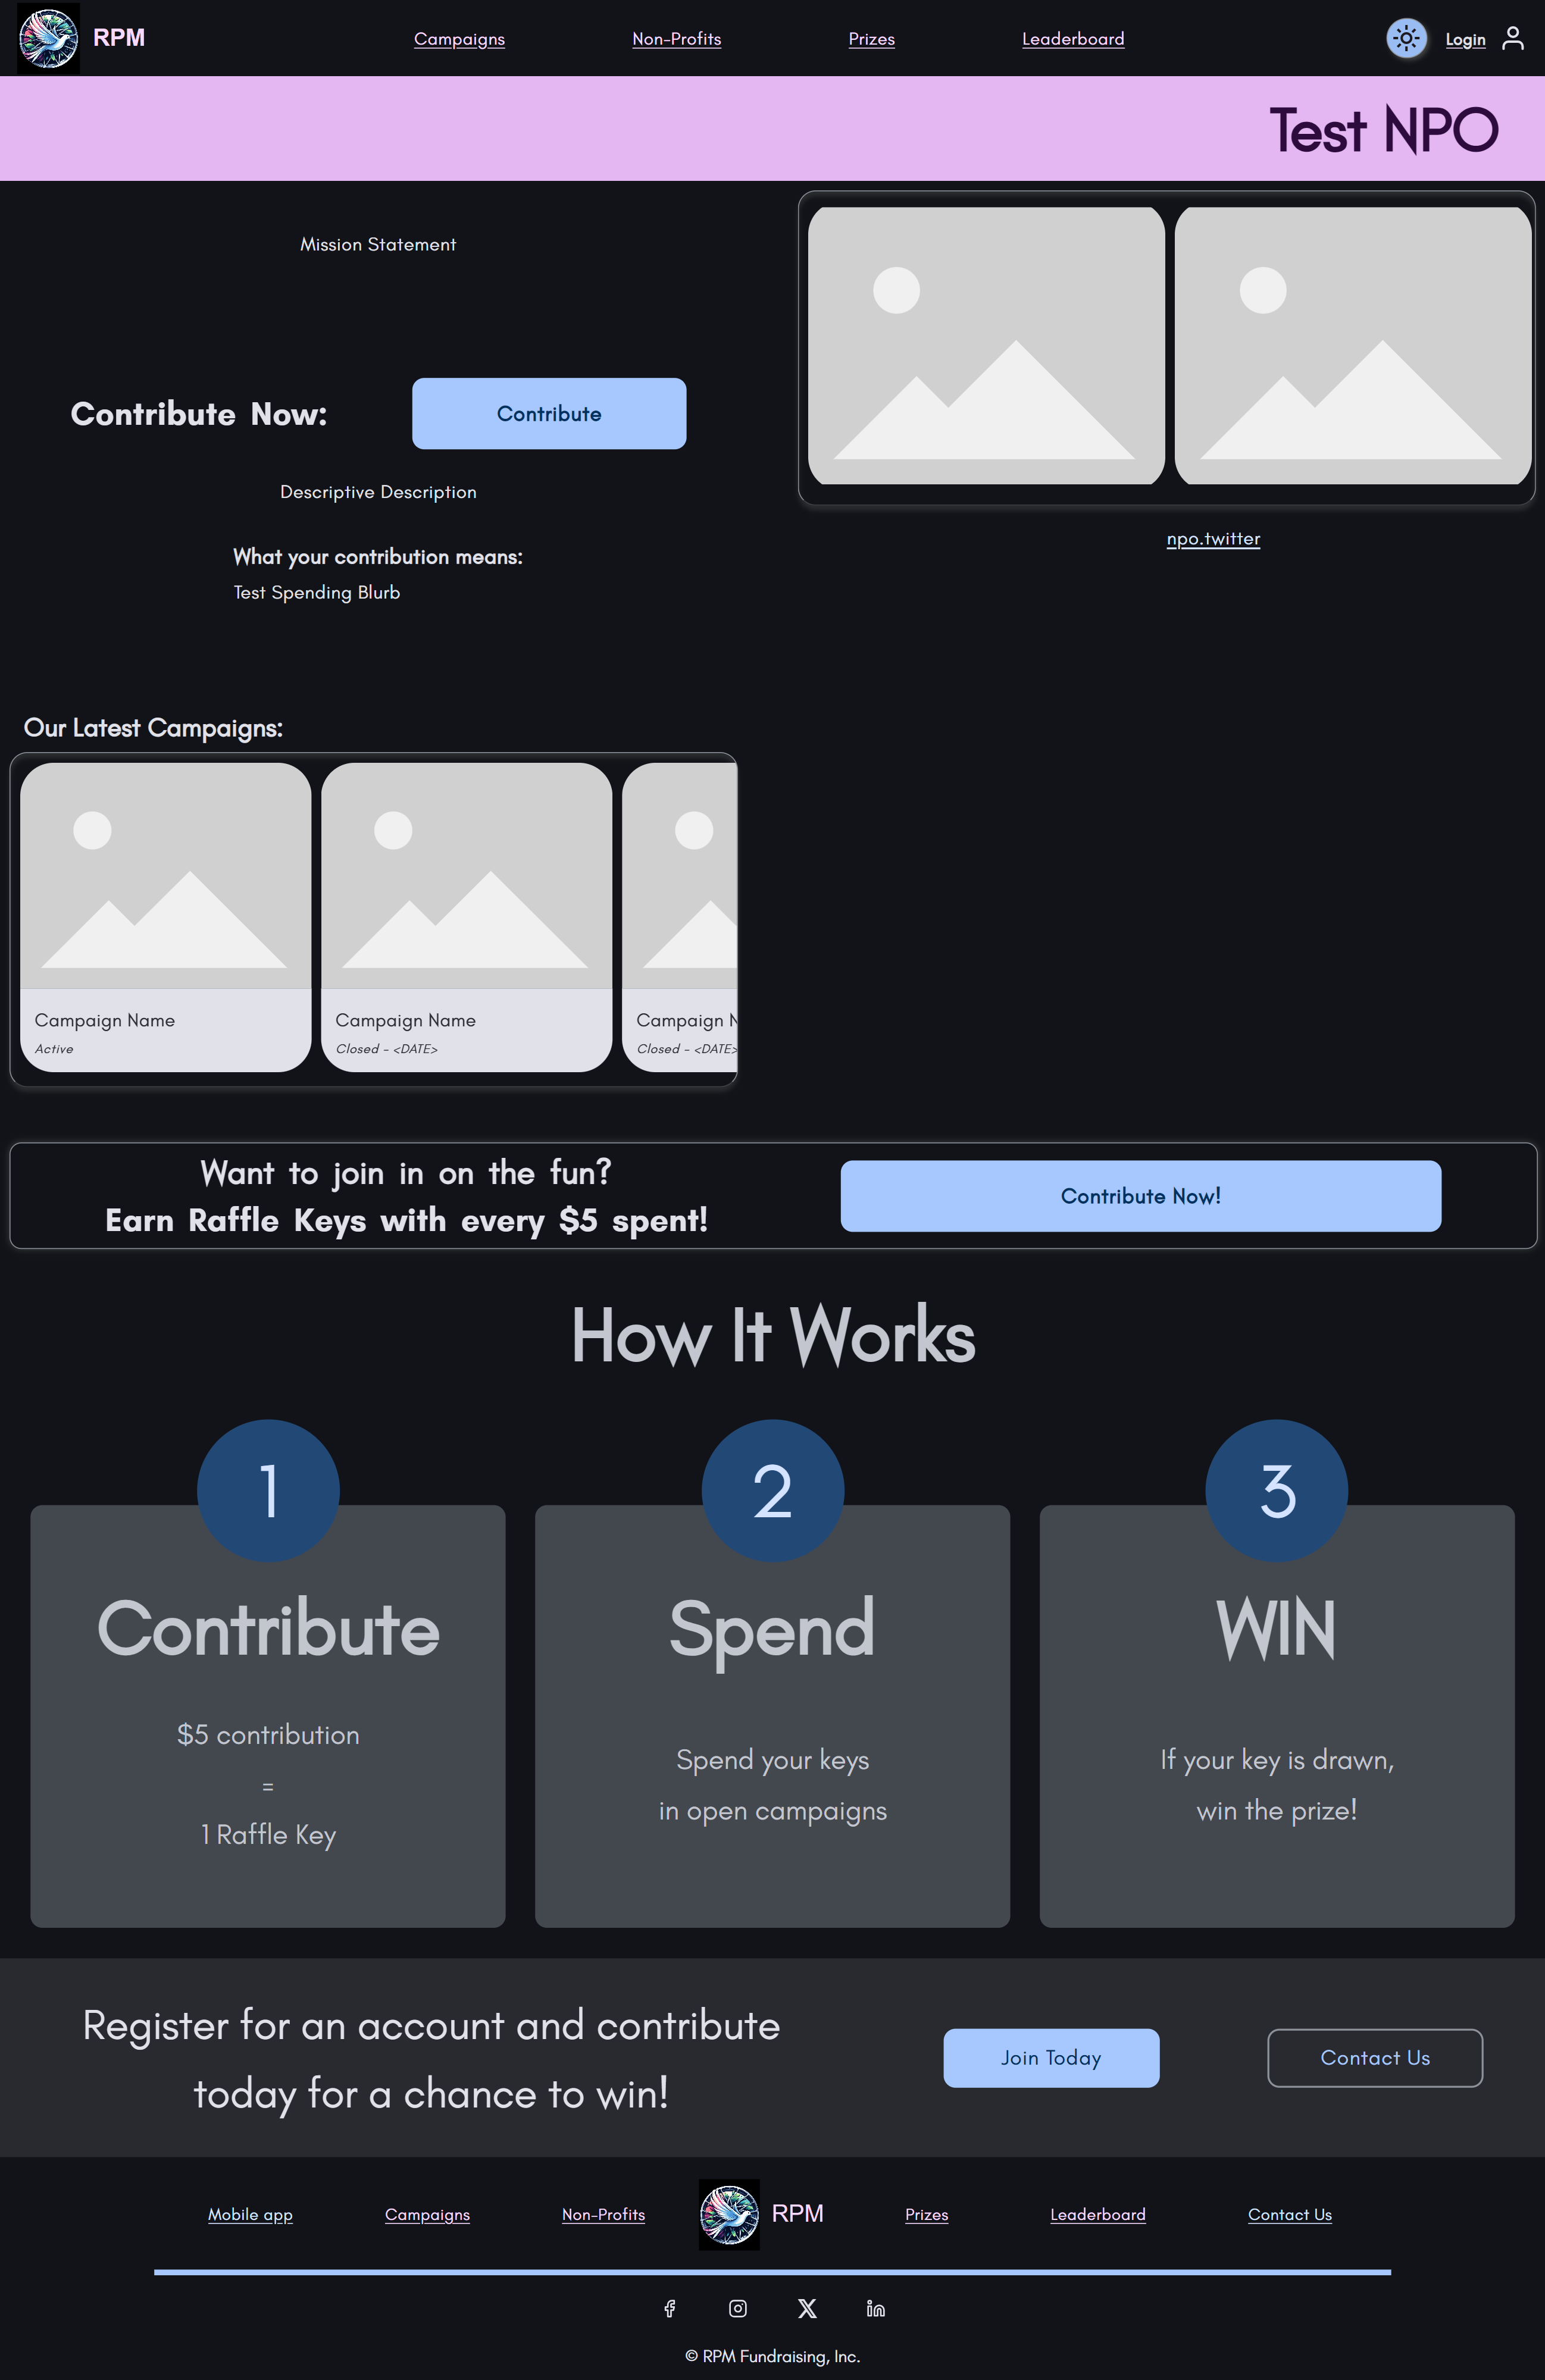 RPM
Campaigns
Non-Profits
Prizes
Leaderboard
Login
Test NPO
Mission Statement
Contribute Now:
Contribute
Descriptive Description
What your contribution means:
Test Spending Blurb
npo.twitter
Our Latest Campaigns:
Campaign Name
Active
Campaign Name
Closed - <DATE>
Campaign N
Closed - <DATE>
Want to join in on the fun?
Earn Raffle Keys with every $5 spent!
Contribute Now!
How It Works
1
Contribute
$5 contribution
=
1 Raffle Key
2
Spend
Spend your keys
in open campaigns
3
WIN
If your key is drawn,
win the prize!
Register for an account and contribute
today for a chance to win!
Join Today
Contact Us
Mobile app
Campaigns
Non-Profits
RPM
Prizes
Leaderboard
Contact Us
© RPM Fundraising, Inc.